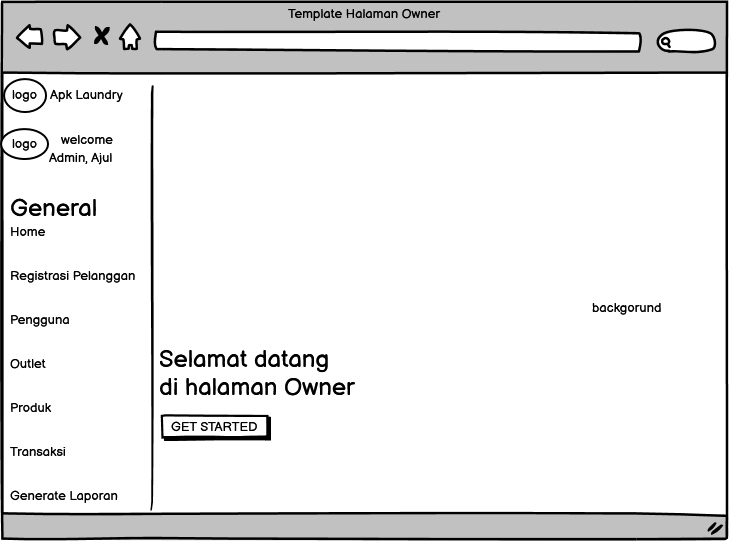 Template Halaman Owner
logo Apk Laundry
logo welcome
Admin, Ajul
General
Home
Registrasi Pelanggan
Pengguna
Outlet
Produk
Transaksi
Generate Laporan
backgorund
Selamat datang
di halaman Owner
GET STARTED